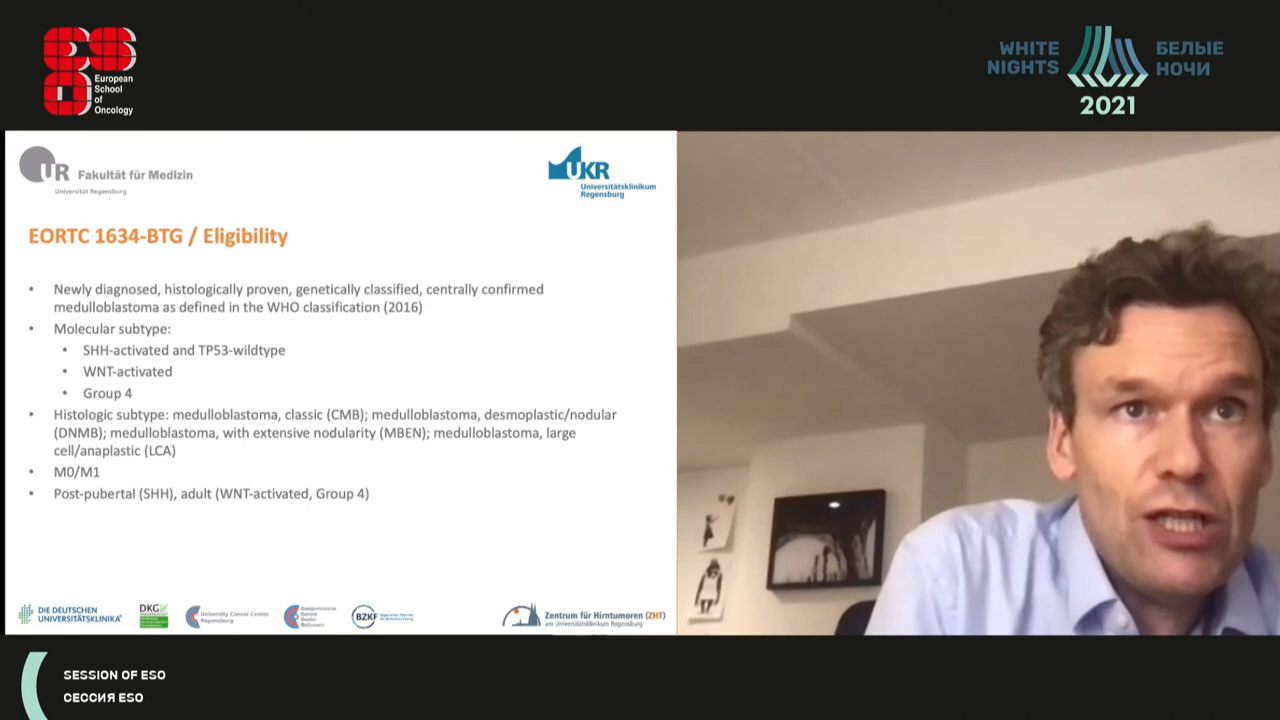 European
School
of
Oncology
WHITE
NIGHTS
БЕЛЫЕ
НОЧИ
2021
UR Fakultät für Medizin
Universität Regensburg
UKR
Universitätsklinikum
Regensburg
EORTC 1634-BTG / Eligibility
• Newly diagnosed, histologically proven, genetically classified, centrally confirmed
medulloblastoma as defined in the WHO classification (2016)
• Molecular subtype:
• SHH-activated and TP53-wildtype
• WNT-activated
• Group 4
• Histologic subtype: medulloblastoma, classic (CMB); medulloblastoma, desmoplastic/nodular
(DNMB); medulloblastoma, with extensive nodularity (MBEN); medulloblastoma, large
cell/anaplastic (LCA)
• M0/M1
• Post-pubertal (SHH), adult (WNT-activated, Group 4)
DIE DEUTSCHEN
UNIVERSITÄTSKLINIKA
DKG
University Cancer Center
Regensburg
Comprehensive
Cancer
Center
BZKF
Zentrum für Hirntumoren (ZHT)
am Universitätsklinikum Regensburg
SESSION OF ESO
СЕССИЯ ESO